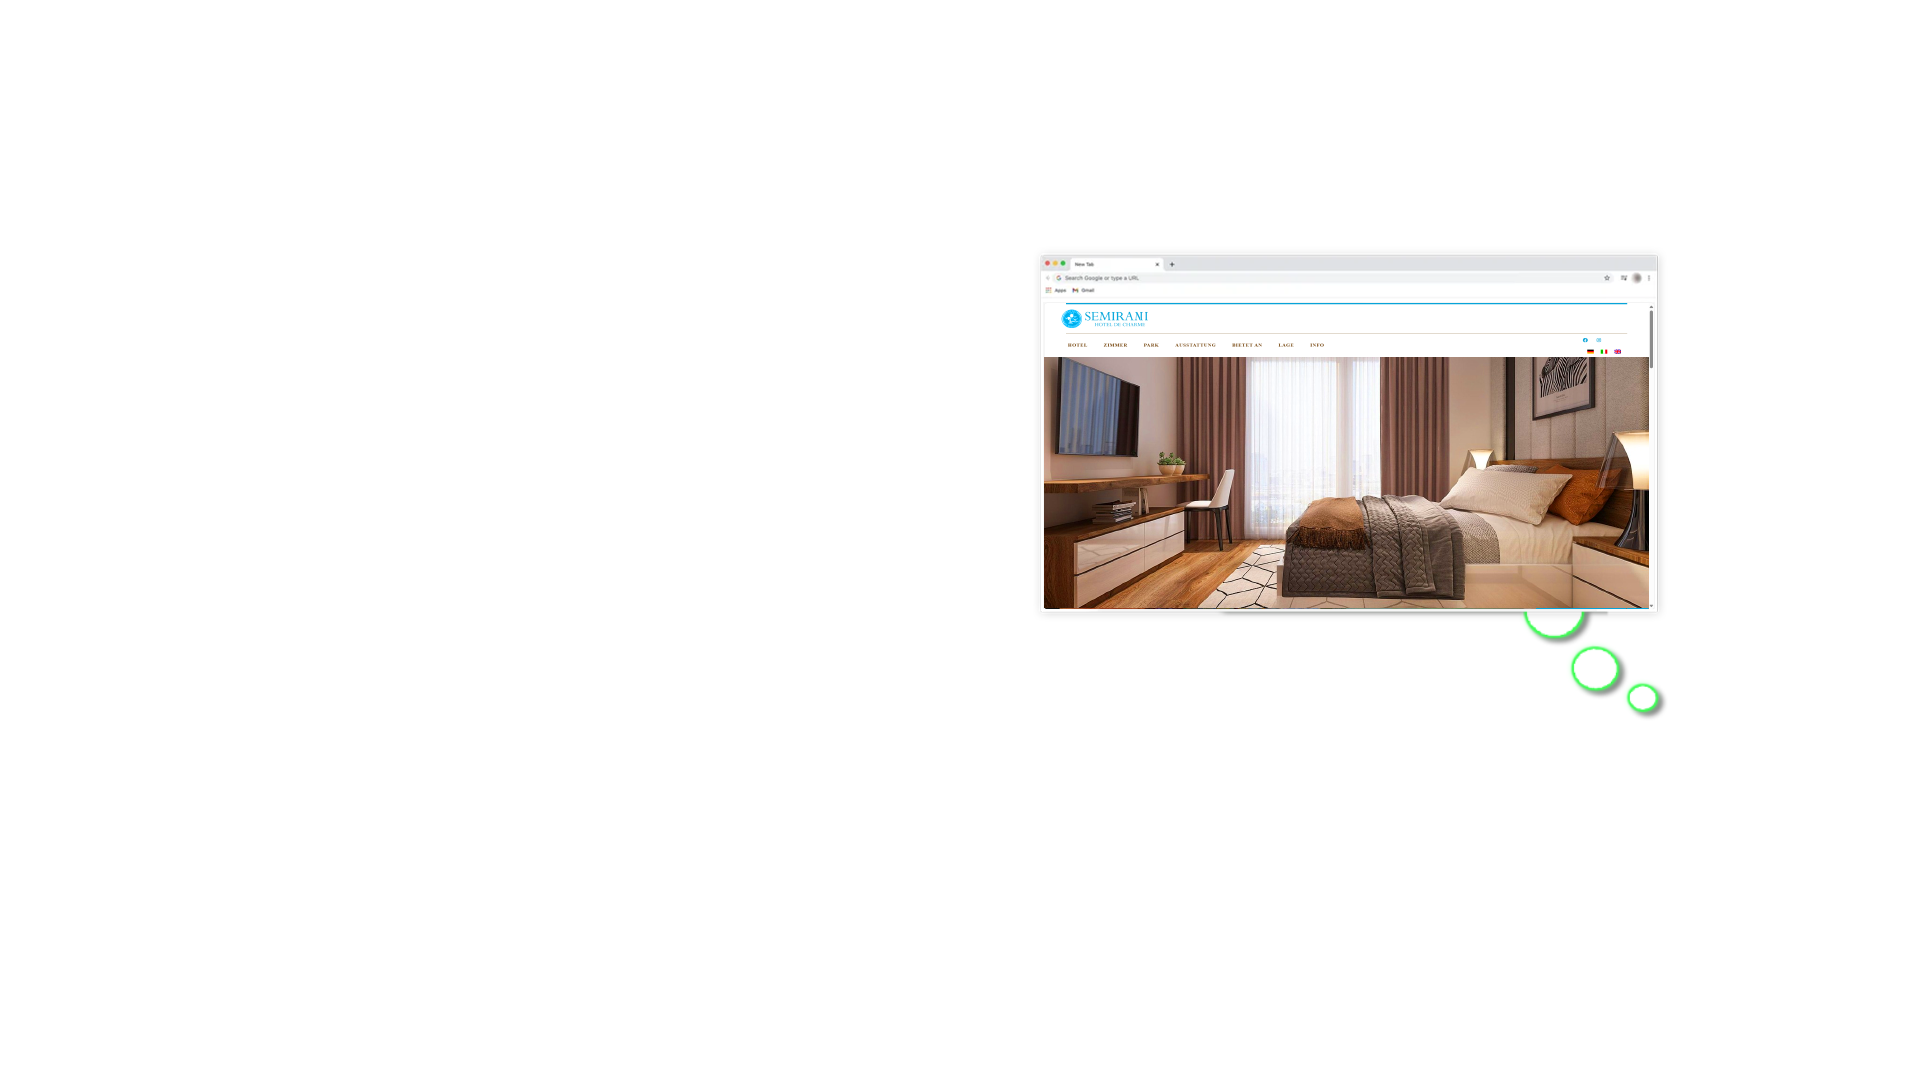 New Tab
Search Google or type a URL
Apps Gmail
SEMIRANI
HOTEL DE CHARME
HOTEL ZIMMER PARK AUSSTATTUNG BIETET AN LAGE INFO